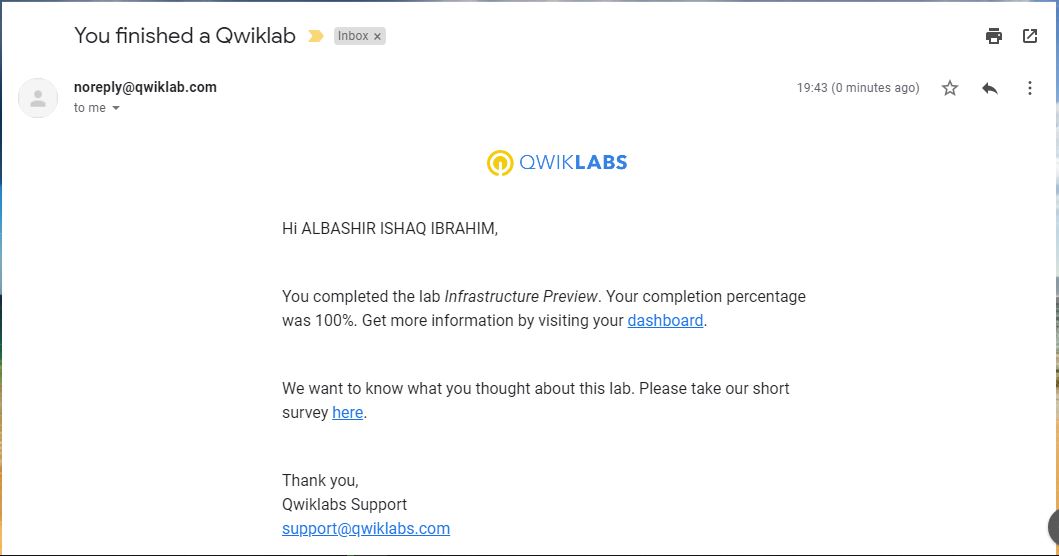 You finished a Qwiklab Inbox x
noreply@qwiklab.com 19:43 (0 minutes ago)
to me
QWIKLABS
Hi ALBASHIR ISHAQ IBRAHIM,
You completed the lab Infrastructure Preview. Your completion percentage
was 100%. Get more information by visiting your dashboard.
We want to know what you thought about this lab. Please take our short
survey here.
Thank you,
Qwiklabs Support
support@qwiklabs.com